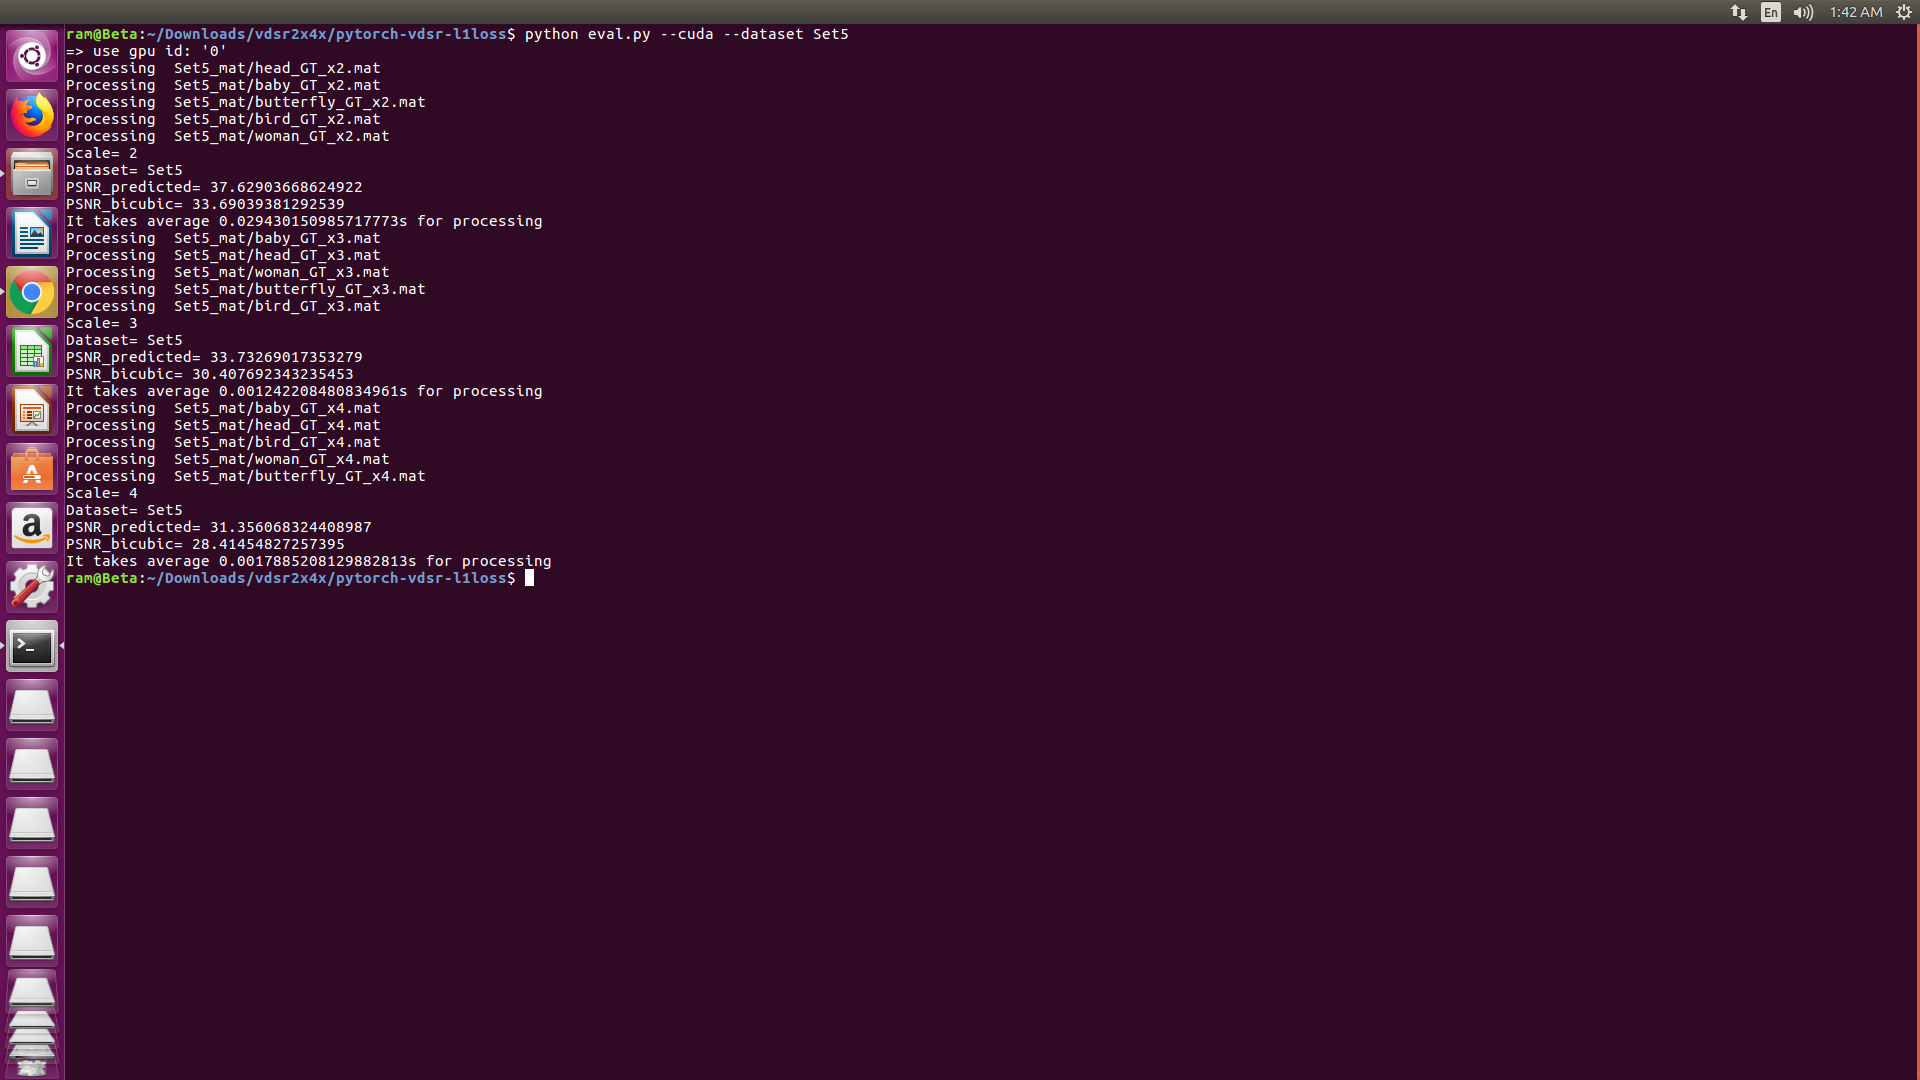 En 1:42 AM
ram@Beta:~/Downloads/vdsr2x4x/pytorch-vdsr-l1loss$ python eval.py --cuda --dataset Set5
=> use gpu id: '0'
Processing  Set5_mat/head_GT_x2.mat
Processing  Set5_mat/baby_GT_x2.mat
Processing  Set5_mat/butterfly_GT_x2.mat
Processing  Set5_mat/bird_GT_x2.mat
Processing  Set5_mat/woman_GT_x2.mat
Scale= 2
Dataset= Set5
PSNR_predicted= 37.62903668624922
PSNR_bicubic= 33.69039381292539
It takes average 0.029430150985717773s for processing
Processing  Set5_mat/baby_GT_x3.mat
Processing  Set5_mat/head_GT_x3.mat
Processing  Set5_mat/woman_GT_x3.mat
Processing  Set5_mat/butterfly_GT_x3.mat
Processing  Set5_mat/bird_GT_x3.mat
Scale= 3
Dataset= Set5
PSNR_predicted= 33.73269017353279
PSNR_bicubic= 30.407692343235453
It takes average 0.001242208480834961s for processing
Processing  Set5_mat/baby_GT_x4.mat
Processing  Set5_mat/head_GT_x4.mat
Processing  Set5_mat/bird_GT_x4.mat
Processing  Set5_mat/woman_GT_x4.mat
Processing  Set5_mat/butterfly_GT_x4.mat
Scale= 4
Dataset= Set5
PSNR_predicted= 31.356068324408987
PSNR_bicubic= 28.41454827257395
It takes average 0.0017885208129882813s for processing
ram@Beta:~/Downloads/vdsr2x4x/pytorch-vdsr-l1loss$